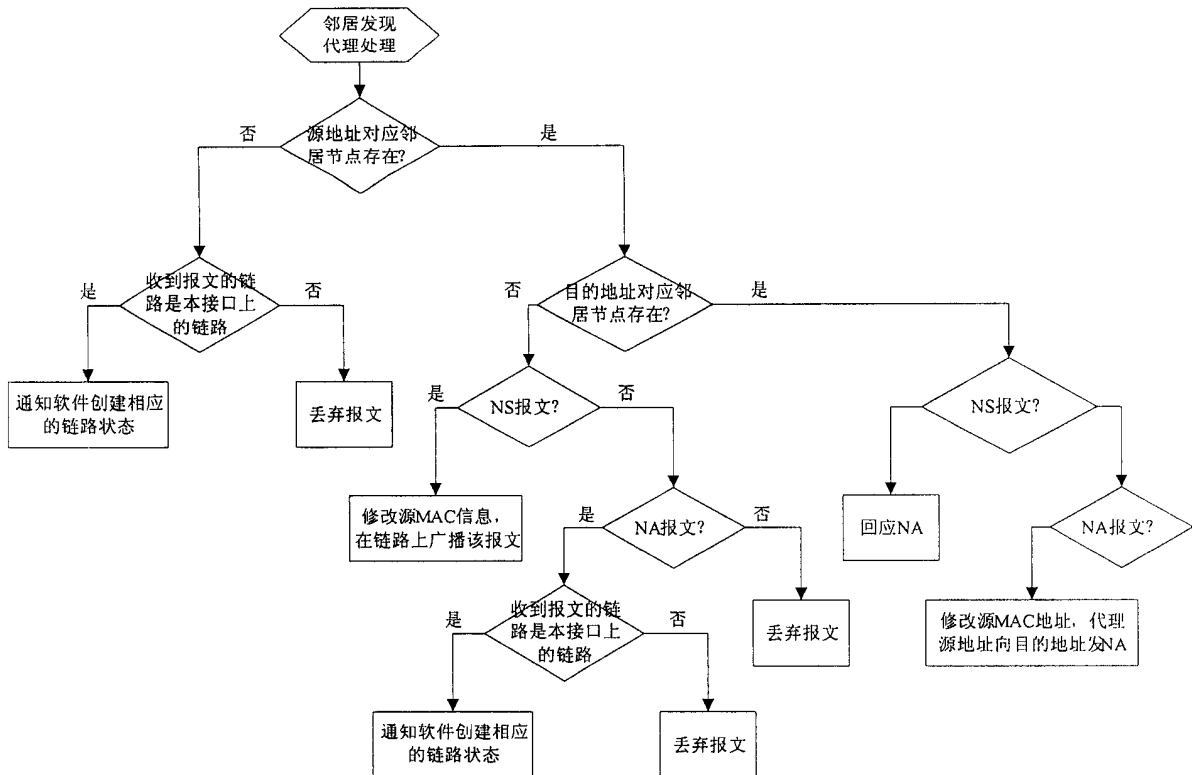 邻居发现
代理处理
否
源地址对应邻
居节点存在?
是
是
收到报文的链
路是本接口上
的链路
否
否
目的地址对应邻
居节点存在?
是
通知软件创建相应
的链路状态
丢弃报文
是
NS报文?
否
NS报文?
修改源MAC信息,
在链路上广播该报文
是
NA报文?
否
回应NA
NA报文?
是
收到报文的链
路是本接口上
的链路
否
丢弃报文
修改源MAC地址, 代理
源地址向目的地址发NA
通知软件创建相应
的链路状态
丢弃报文